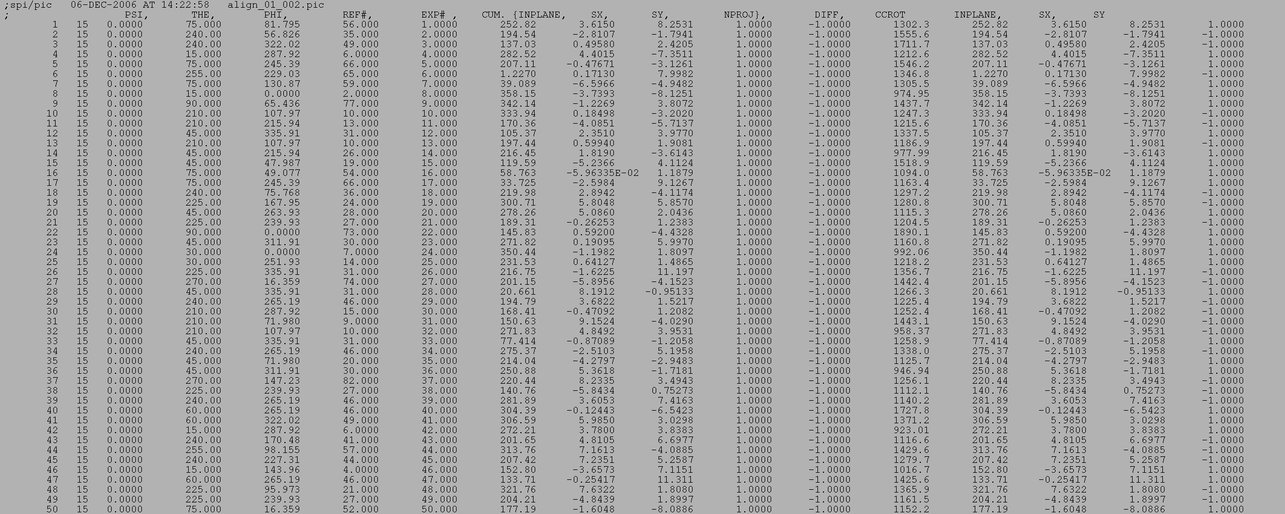 ;spi/pic 06-DEC-2006 AT 14:22:58 align_01_002.pic
; PSI, THE, PHI, REF#, EXP# , CUM. {INPLANE, SX, SY, NPROJ}, DIFF, CCROT INPLANE, SX, SY
1 15 0.0000 75.000 81.795 56.000 1.0000 252.82 3.6150 8.2531 1.0000 -1.0000 1302.3 252.82 3.6150 8.2531 1.0000
2 15 0.0000 240.00 56.826 35.000 2.0000 194.54 -2.8107 -1.7941 1.0000 -1.0000 1555.6 194.54 -2.8107 -1.7941 -1.0000
3 15 0.0000 240.00 322.02 49.000 3.0000 137.03 0.49580 2.4205 1.0000 -1.0000 1711.7 137.03 0.49580 2.4205 -1.0000
4 15 0.0000 15.000 287.92 6.0000 4.0000 282.52 4.4015 -7.3511 1.0000 -1.0000 1212.6 282.52 4.4015 -7.3511 1.0000
5 15 0.0000 75.000 245.39 66.000 5.0000 207.11 -0.47671 -3.1261 1.0000 -1.0000 1546.2 207.11 -0.47671 -3.1261 1.0000
6 15 0.0000 255.00 229.03 65.000 6.0000 1.2270 0.17130 7.9982 1.0000 -1.0000 1346.8 1.2270 0.17130 7.9982 -1.0000
7 15 0.0000 75.000 130.87 59.000 7.0000 39.089 -6.5966 -4.9482 1.0000 -1.0000 1305.5 39.089 -6.5966 -4.9482 1.0000
8 15 0.0000 15.000 0.0000 2.0000 8.0000 358.15 -3.7393 -8.1251 1.0000 -1.0000 974.95 358.15 -3.7393 -8.1251 1.0000
9 15 0.0000 90.000 65.436 77.000 9.0000 342.14 -1.2269 3.8072 1.0000 -1.0000 1437.7 342.14 -1.2269 3.8072 1.0000
10 15 0.0000 210.00 107.97 10.000 10.000 333.94 0.18498 -3.2020 1.0000 -1.0000 1247.3 333.94 0.18498 -3.2020 -1.0000
11 15 0.0000 210.00 215.94 13.000 11.000 170.36 -4.0851 -5.7137 1.0000 -1.0000 1215.6 170.36 -4.0851 -5.7137 -1.0000
12 15 0.0000 45.000 335.91 31.000 12.000 105.37 2.3510 3.9770 1.0000 -1.0000 1337.5 105.37 2.3510 3.9770 1.0000
13 15 0.0000 210.00 107.97 10.000 13.000 197.44 0.59940 1.9081 1.0000 -1.0000 1186.9 197.44 0.59940 1.9081 -1.0000
14 15 0.0000 45.000 215.94 26.000 14.000 216.45 1.8190 -3.6143 1.0000 -1.0000 977.99 216.45 1.8190 -3.6143 1.0000
15 15 0.0000 45.000 47.987 19.000 15.000 119.59 -5.2366 4.1124 1.0000 -1.0000 1518.9 119.59 -5.2366 4.1124 1.0000
16 15 0.0000 75.000 49.077 54.000 16.000 58.763 -5.96335E-02 1.1879 1.0000 -1.0000 1094.0 58.763 -5.96335E-02 1.1879 1.0000
17 15 0.0000 75.000 245.39 66.000 17.000 33.725 -2.5984 9.1267 1.0000 -1.0000 1163.4 33.725 -2.5984 9.1267 1.0000
18 15 0.0000 240.00 75.768 36.000 18.000 219.98 2.8942 -4.1174 1.0000 -1.0000 1297.2 219.98 2.8942 -4.1174 -1.0000
19 15 0.0000 225.00 167.95 24.000 19.000 300.71 5.8048 5.8570 1.0000 -1.0000 1280.8 300.71 5.8048 5.8570 -1.0000
20 15 0.0000 45.000 263.93 28.000 20.000 278.26 5.0860 2.0436 1.0000 -1.0000 1115.3 278.26 5.0860 2.0436 1.0000
21 15 0.0000 225.00 239.93 27.000 21.000 189.31 -0.26253 1.2383 1.0000 -1.0000 1204.5 189.31 -0.26253 1.2383 -1.0000
22 15 0.0000 90.000 0.0000 73.000 22.000 145.83 0.59200 -4.4328 1.0000 -1.0000 1890.1 145.83 0.59200 -4.4328 1.0000
23 15 0.0000 45.000 311.91 30.000 23.000 271.82 0.19095 5.9970 1.0000 -1.0000 1160.8 271.82 0.19095 5.9970 1.0000
24 15 0.0000 30.000 0.0000 7.0000 24.000 350.44 -1.1982 1.8097 1.0000 -1.0000 992.06 350.44 -1.1982 1.8097 1.0000
25 15 0.0000 30.000 251.93 14.000 25.000 231.53 0.64127 1.4865 1.0000 -1.0000 1218.2 231.53 0.64127 1.4865 1.0000
26 15 0.0000 225.00 335.91 31.000 26.000 216.75 -1.6225 11.197 1.0000 -1.0000 1356.7 216.75 -1.6225 11.197 -1.0000
27 15 0.0000 270.00 16.359 74.000 27.000 201.15 -5.8956 -4.1523 1.0000 -1.0000 1442.4 201.15 -5.8956 -4.1523 -1.0000
28 15 0.0000 45.000 335.91 31.000 28.000 20.661 8.1912 -0.95133 1.0000 -1.0000 1266.3 20.661 8.1912 -0.95133 1.0000
29 15 0.0000 240.00 265.19 46.000 29.000 194.79 3.6822 1.5217 1.0000 -1.0000 1225.4 194.79 3.6822 1.5217 -1.0000
30 15 0.0000 210.00 287.92 15.000 30.000 168.41 -0.47092 1.2082 1.0000 -1.0000 1252.4 168.41 -0.47092 1.2082 -1.0000
31 15 0.0000 210.00 71.980 9.0000 31.000 150.63 9.1524 -4.0290 1.0000 -1.0000 1443.1 150.63 9.1524 -4.0290 -1.0000
32 15 0.0000 210.00 107.97 10.000 32.000 271.83 4.8492 3.9531 1.0000 -1.0000 958.37 271.83 4.8492 3.9531 -1.0000
33 15 0.0000 45.000 335.91 31.000 33.000 77.414 -0.87089 -1.2058 1.0000 -1.0000 1258.9 77.414 -0.87089 -1.2058 1.0000
34 15 0.0000 240.00 265.19 46.000 34.000 275.37 -2.5103 5.1958 1.0000 -1.0000 1338.0 275.37 -2.5103 5.1958 -1.0000
35 15 0.0000 45.000 71.980 20.000 35.000 214.04 -4.2797 -2.9483 1.0000 -1.0000 1125.7 214.04 -4.2797 -2.9483 1.0000
36 15 0.0000 45.000 311.91 30.000 36.000 250.88 5.3618 -1.7181 1.0000 -1.0000 946.94 250.88 5.3618 -1.7181 1.0000
37 15 0.0000 270.00 147.23 82.000 37.000 220.44 8.2335 3.4943 1.0000 -1.0000 1256.1 220.44 8.2335 3.4943 -1.0000
38 15 0.0000 225.00 239.93 27.000 38.000 140.76 -5.8434 0.75273 1.0000 -1.0000 1112.1 140.76 -5.8434 0.75273 -1.0000
39 15 0.0000 240.00 265.19 46.000 39.000 281.89 3.6053 7.4163 1.0000 -1.0000 1140.2 281.89 3.6053 7.4163 -1.0000
40 15 0.0000 60.000 265.19 46.000 40.000 304.39 -0.12443 -6.5423 1.0000 -1.0000 1727.8 304.39 -0.12443 -6.5423 1.0000
41 15 0.0000 60.000 322.02 49.000 41.000 306.59 5.9850 3.0298 1.0000 -1.0000 1371.2 306.59 5.9850 3.0298 1.0000
42 15 0.0000 15.000 287.92 6.0000 42.000 272.21 3.7800 3.8383 1.0000 -1.0000 923.01 272.21 3.7800 3.8383 1.0000
43 15 0.0000 240.00 170.48 41.000 43.000 201.65 4.8105 6.6977 1.0000 -1.0000 1116.6 201.65 4.8105 6.6977 -1.0000
44 15 0.0000 255.00 98.155 57.000 44.000 313.76 7.1613 -4.0885 1.0000 -1.0000 1429.6 313.76 7.1613 -4.0885 -1.0000
45 15 0.0000 240.00 227.31 44.000 45.000 207.42 7.2351 5.2587 1.0000 -1.0000 1279.7 207.42 7.2351 5.2587 -1.0000
46 15 0.0000 15.000 143.96 4.0000 46.000 152.80 -3.6573 7.1151 1.0000 -1.0000 1016.7 152.80 -3.6573 7.1151 1.0000
47 15 0.0000 60.000 265.19 46.000 47.000 133.71 -0.25417 11.311 1.0000 -1.0000 1425.6 133.71 -0.25417 11.311 1.0000
48 15 0.0000 225.00 95.973 21.000 48.000 321.76 7.6322 1.8080 1.0000 -1.0000 1365.9 321.76 7.6322 1.8080 -1.0000
49 15 0.0000 225.00 239.93 27.000 49.000 204.21 -4.8439 1.8997 1.0000 -1.0000 1161.5 204.21 -4.8439 1.8997 -1.0000
50 15 0.0000 75.000 16.359 52.000 50.000 177.19 -1.6048 -8.0886 1.0000 -1.0000 1152.2 177.19 -1.6048 -8.0886 1.0000